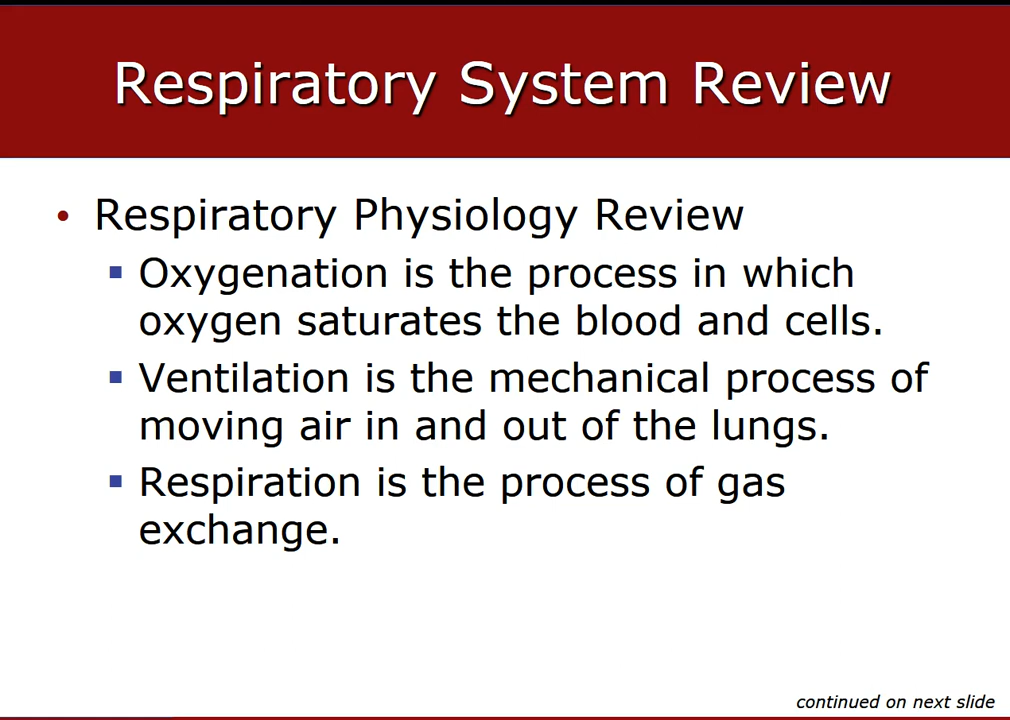 Respiratory System Review
• Respiratory Physiology Review
▪ Oxygenation is the process in which
oxygen saturates the blood and cells.
▪ Ventilation is the mechanical process of
moving air in and out of the lungs.
▪ Respiration is the process of gas
exchange.
continued on next slide